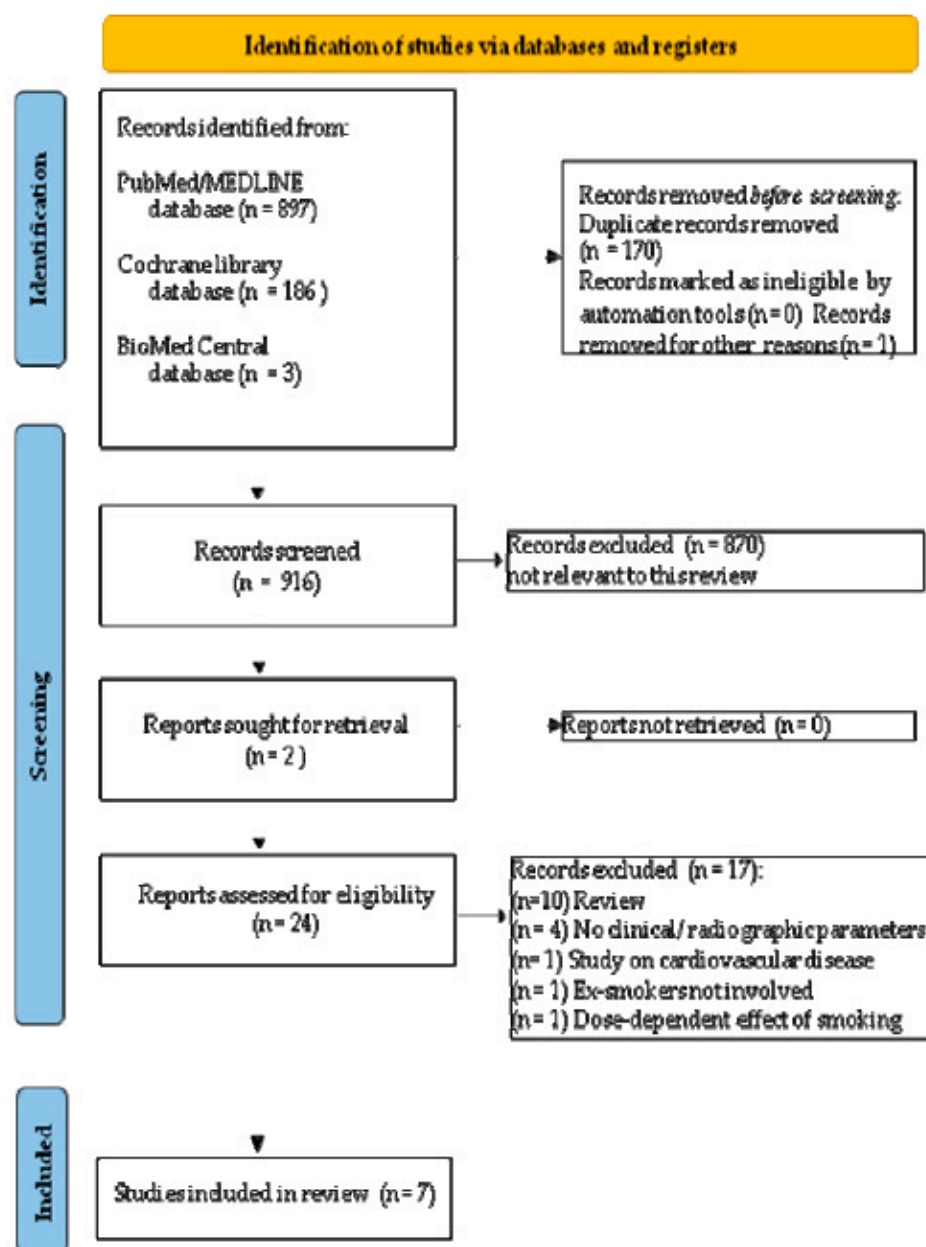 Identification of studies via databases and registers
Identification
Records identified from:
PubMed/MEDLINE
database (n = 897)
Cochrane library
database (n = 186 )
BioMed Central
database (n = 3)
Records removed before screening:
Duplicate records removed
(n = 170)
Records marked as ineligible by
automation tools (n = 0) Records
removed for other reasons (n = 1)
Screening
Records screened
(n = 916)
Records excluded (n = 870)
not relevant to this review
Reports sought for retrieval
(n = 2 )
Reports not retrieved (n = 0)
Reports assessed for eligibility
(n = 24)
Records excluded (n = 17):
(n=10) Review
(n = 4) No clinical/ radiographic parameters
(n = 1) Study on cardiovascular disease
(n = 1) Ex-smokers not involved
(n = 1) Dose-dependent effect of smoking
Included
Studies included in review (n = 7)